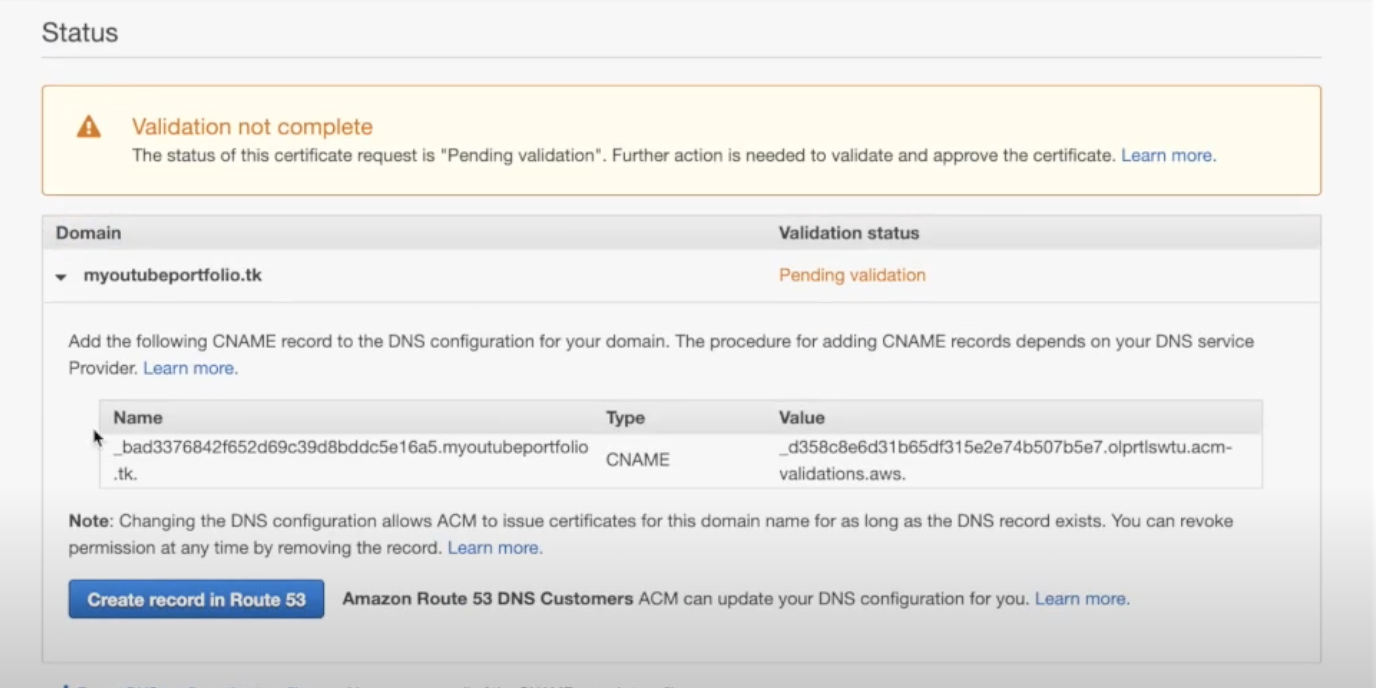 Status
Validation not complete
The status of this certificate request is "Pending validation". Further action is needed to validate and approve the certificate. Learn more.
Domain Validation status
myoutubeportfolio.tk Pending validation
Add the following CNAME record to the DNS configuration for your domain. The procedure for adding CNAME records depends on your DNS service
Provider. Learn more.
Name Type Value
_bad3376842f652d69c39d8bddc5e16a5.myoutubeportfolio
.tk.
CNAME
_d358c8e6d31b65df315e2e74b507b5e7.olprtlswtu.acm-
validations.aws.
Note: Changing the DNS configuration allows ACM to issue certificates for this domain name for as long as the DNS record exists. You can revoke
permission at any time by removing the record. Learn more.
Create record in Route 53 Amazon Route 53 DNS Customers ACM can update your DNS configuration for you. Learn more.